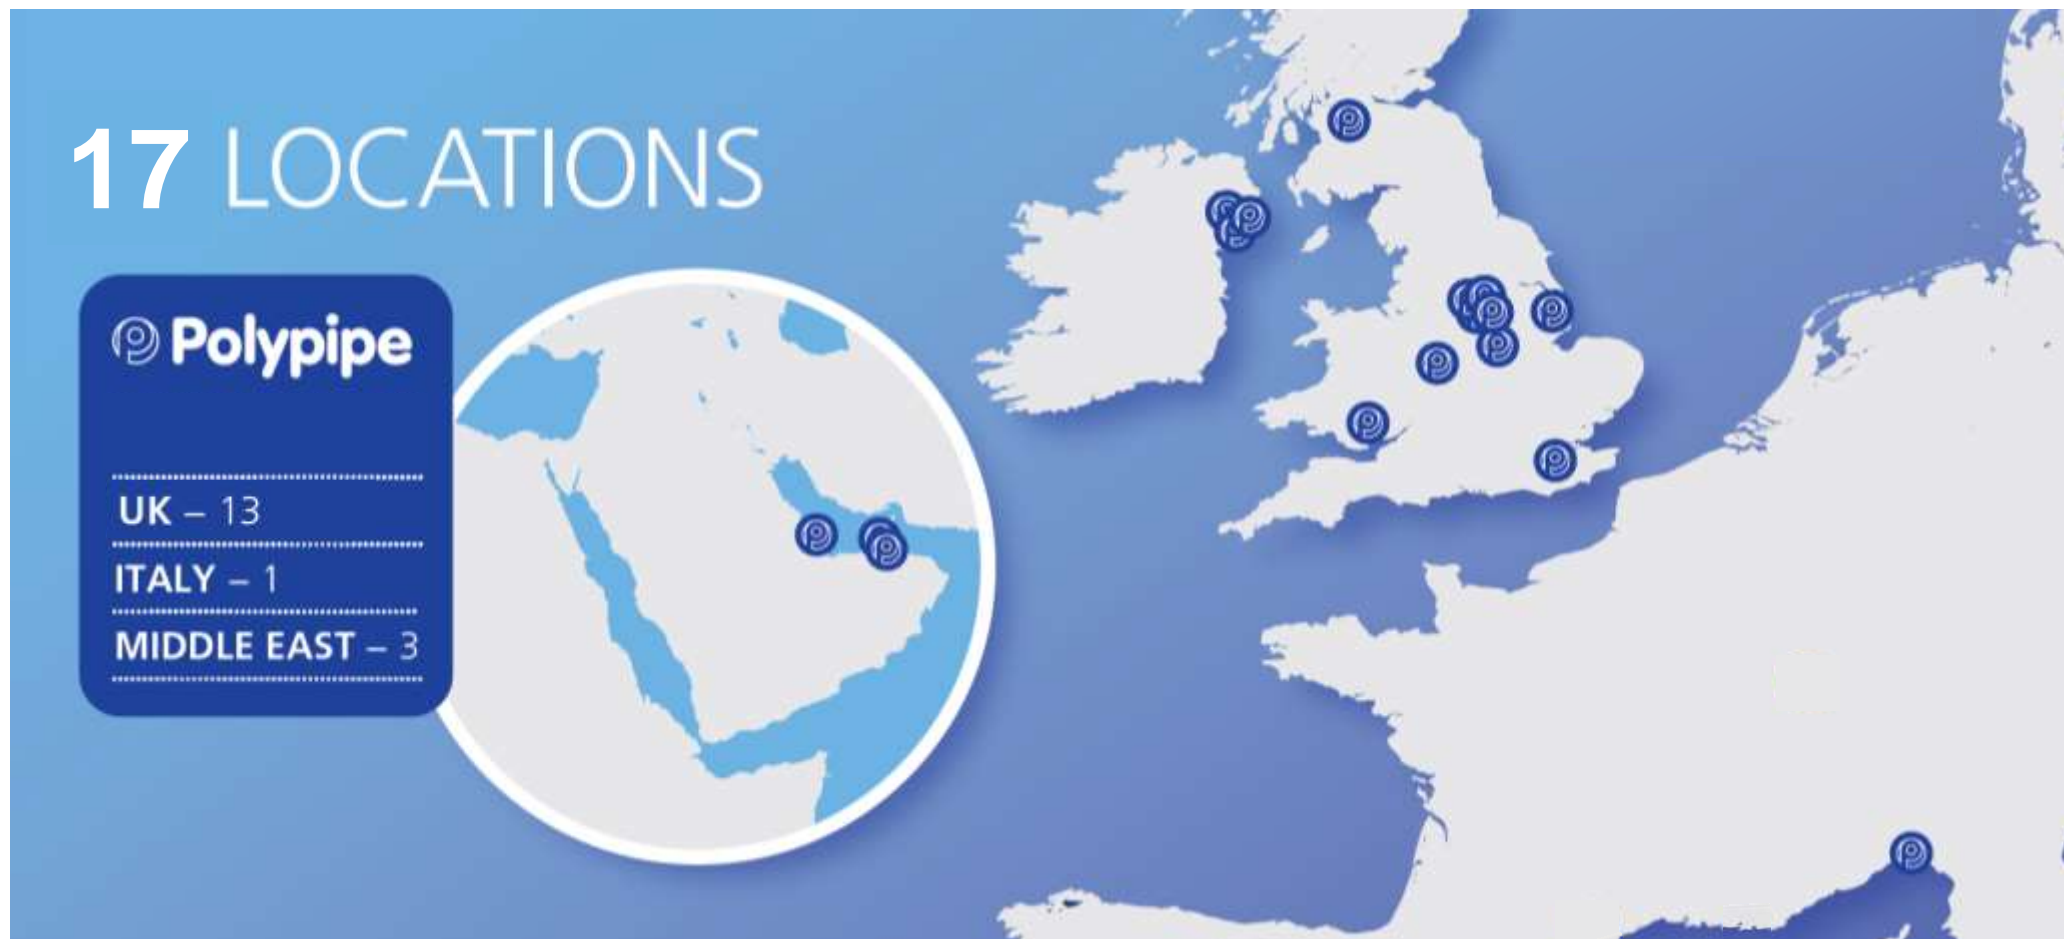 17 LOCATIONS
Polypipe
UK – 13
ITALY – 1
MIDDLE EAST – 3